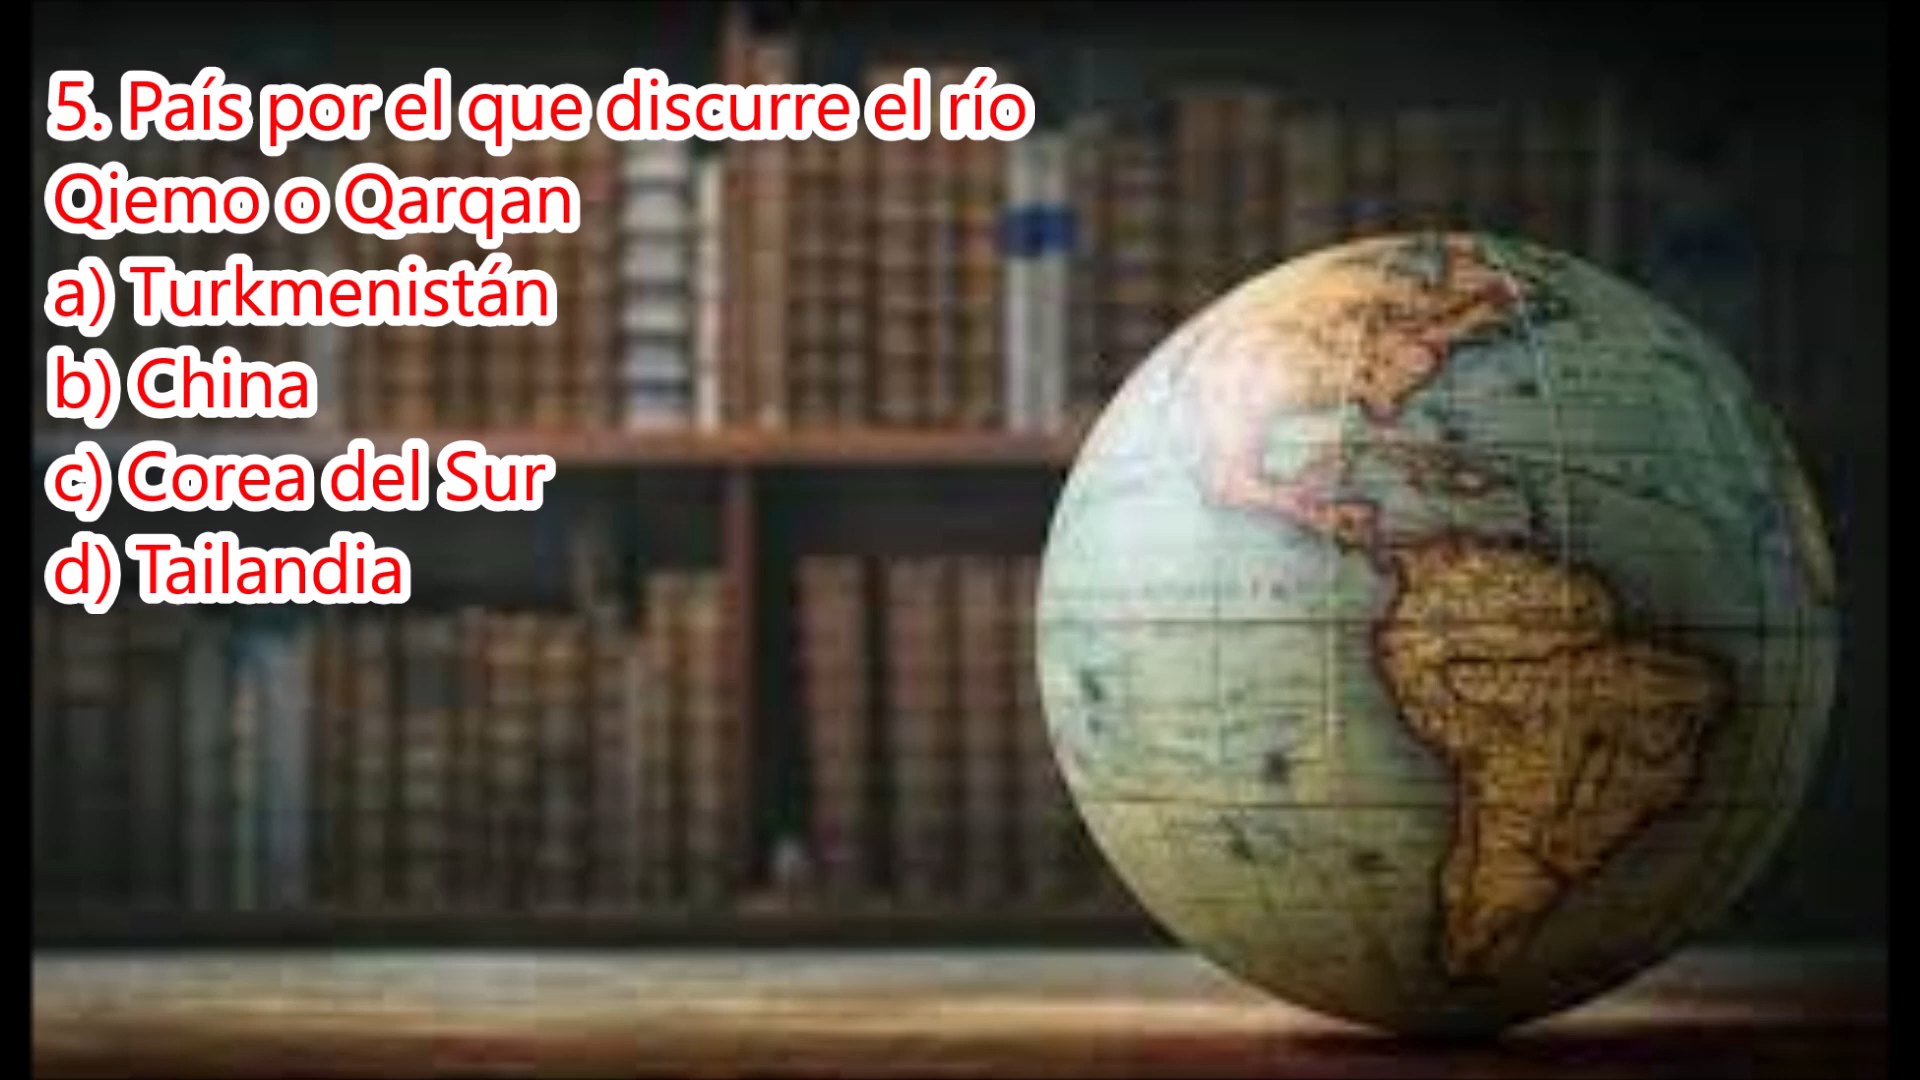 5. País por el que discurre el río
Qiemo o Qarqan
a) Turkmenistán
b) China
c) Corea del Sur
d) Tailandia